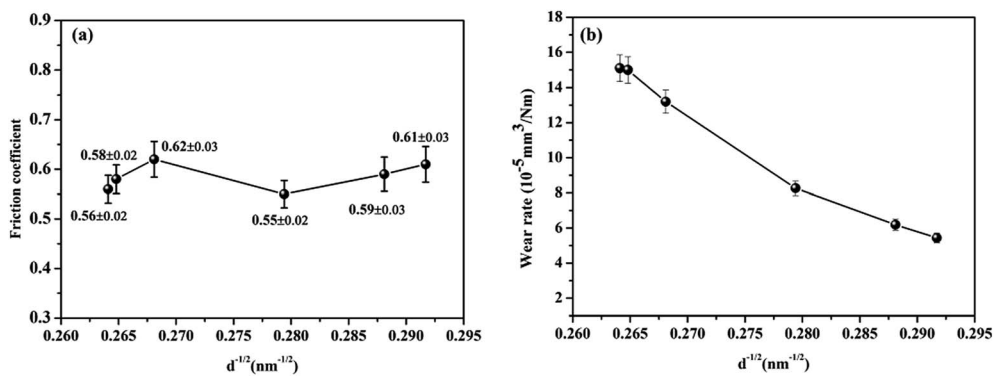 (a)
Friction coefficient
0.9
0.8
0.7
0.6
0.5
0.4
0.3
0.56±0.02
0.58±0.02
0.62±0.03
0.55±0.02
0.59±0.03
0.61±0.03
0.260 0.265 0.270 0.275 0.280 0.285 0.290 0.295
d^-1/2(nm^-1/2)
(b)
Wear rate (10^-5mm^3/Nm)
18
16
14
12
10
8
6
4
2
0.260 0.265 0.270 0.275 0.280 0.285 0.290 0.295
d^-1/2(nm^-1/2)